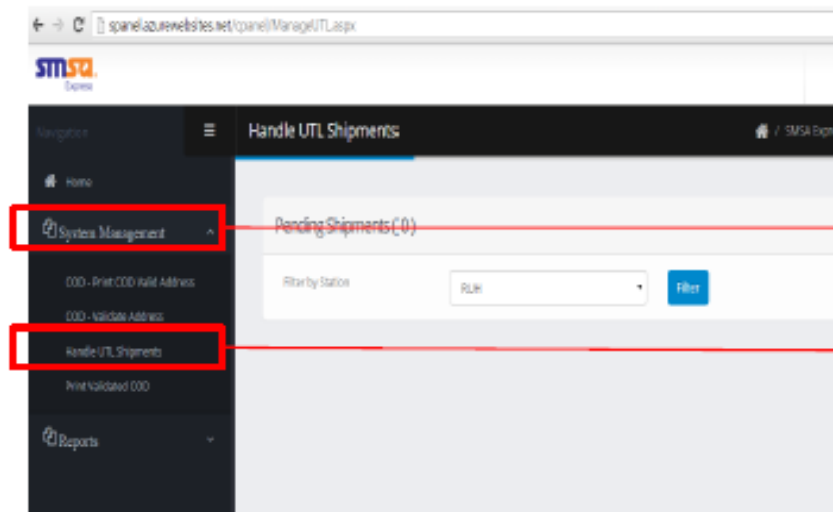 spanel.azurewebsites.net/cpanel/ManageUTL.aspx
smsa
Express
Navigation
Handle UTL Shipments
/ SMSA Expr
Home
System Management
Pending Shipments ( 0 )
COD - Print COD Valid Address
Filter by Station
RUH
Filter
COD - Validate Address
Handle UTL Shipments
Print Validated COD
Reports